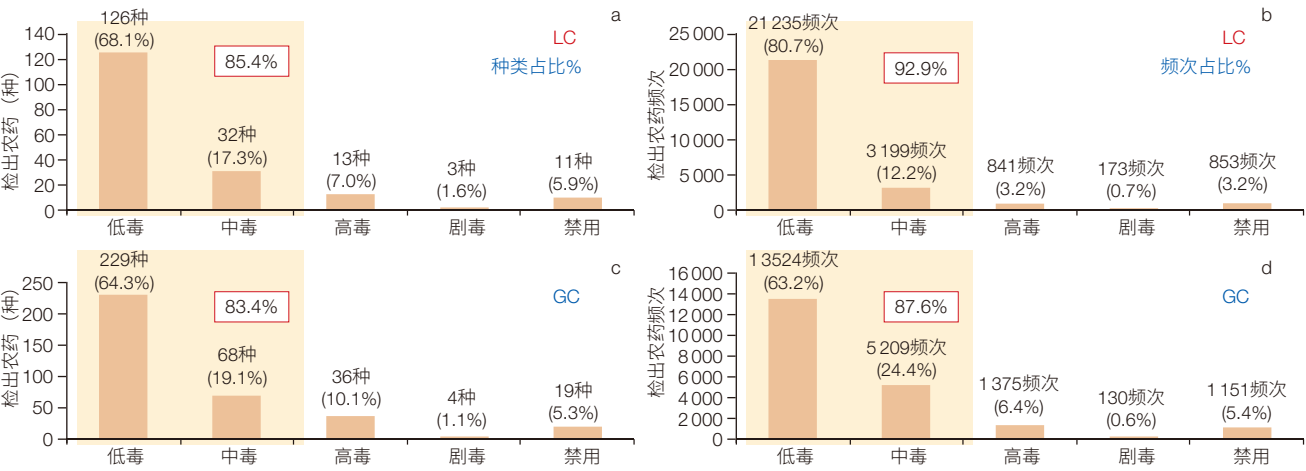 a
LC
种类占比%
检出农药（种）
140
120
100
80
60
40
20
0
126种
(68.1%)
85.4%
32种
(17.3%)
13种
(7.0%)
3种
(1.6%)
11种
(5.9%)
低毒
中毒
高毒
剧毒
禁用
b
LC
频次占比%
检出农药频次
25 000
20 000
15 000
10 000
5 000
0
21 235频次
(80.7%)
92.9%
3 199频次
(12.2%)
841频次
(3.2%)
173频次
(0.7%)
853频次
(3.2%)
低毒
中毒
高毒
剧毒
禁用
c
GC
检出农药（种）
250
200
150
100
50
0
229种
(64.3%)
83.4%
68种
(19.1%)
36种
(10.1%)
4种
(1.1%)
19种
(5.3%)
低毒
中毒
高毒
剧毒
禁用
d
GC
检出农药频次
16 000
14 000
12 000
10 000
8 000
6 000
4 000
2 000
0
1 3524频次
(63.2%)
87.6%
5 209频次
(24.4%)
1 375频次
(6.4%)
130频次
(0.6%)
1 151频次
(5.4%)
低毒
中毒
高毒
剧毒
禁用